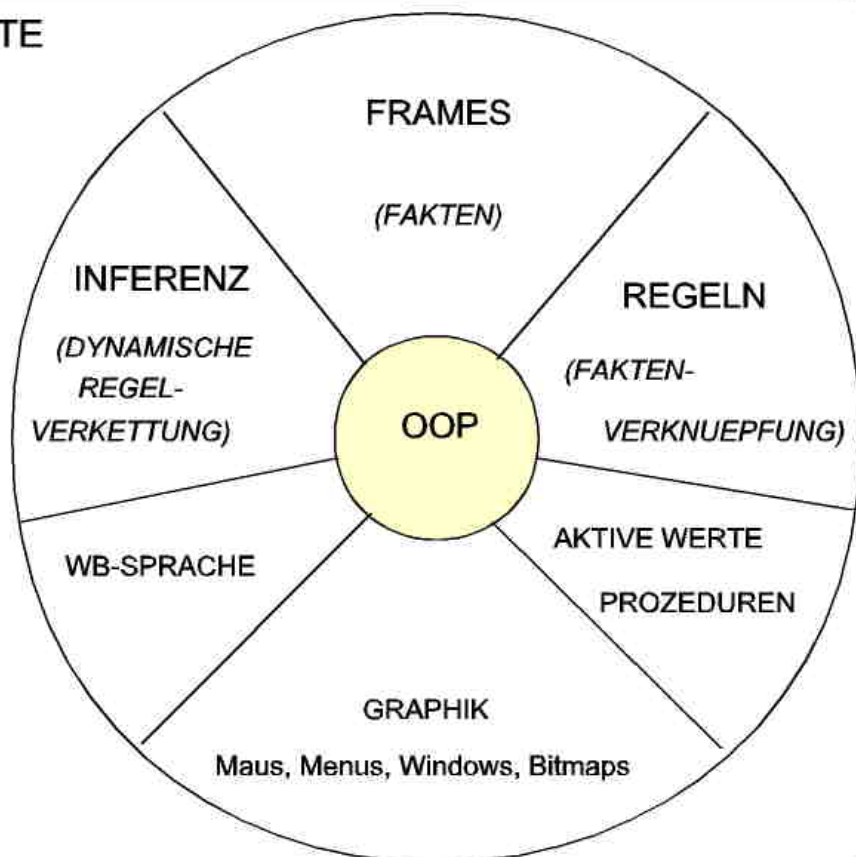 TE
FRAMES
(FAKTEN)
INFERENZ
(DYNAMISCHE
REGEL-
VERKETTUNG)
REGELN
(FAKTEN-
VERKNUEPFUNG)
OOP
WB-SPRACHE
AKTIVE WERTE
PROZEDUREN
GRAPHIK
Maus, Menus, Windows, Bitmaps